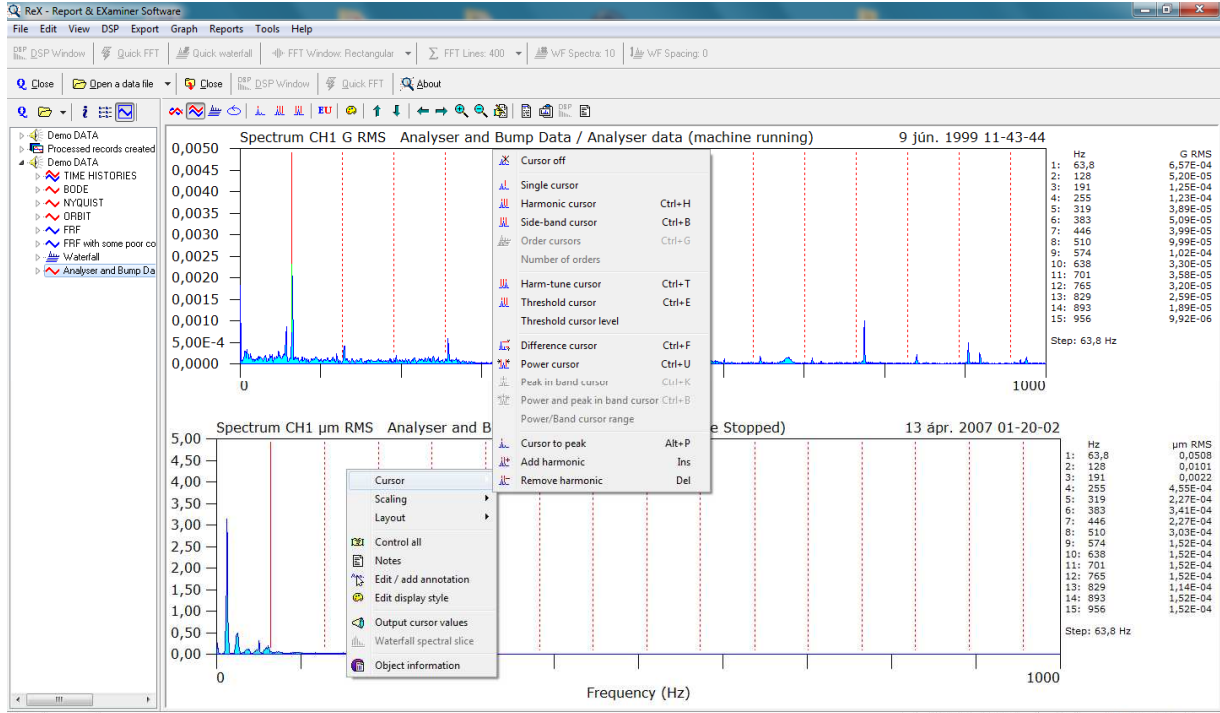 ReX - Report & EXaminer Software
File Edit View DSP Export Graph Reports Tools Help
DSP Window Quick FFT Quick waterfall FFT Window: Rectangular FFT Lines: 400 WF Spectra: 10 WF Spacing: 0
Close Open a data file Close DSP Window Quick FFT About
EU
Demo DATA
Processed records created
Demo DATA
TIME HISTORIES
BODE
NYQUIST
ORBIT
FRF
FRF with some poor co
Waterfall
Analyser and Bump Da
Spectrum CH1 G RMS Analyser and Bump Data / Analyser data (machine running) 9 jún. 1999 11-43-44
0,0050
0,0045
0,0040
0,0035
0,0030
0,0025
0,0020
0,0015
0,0010
5,00E-4
0,0000
0 1000
Hz G RMS
1: 63,8 6,57E-04
2: 128 5,20E-05
3: 191 1,25E-04
4: 255 1,23E-04
5: 319 3,89E-05
6: 383 5,09E-05
7: 446 3,99E-05
8: 510 9,99E-05
9: 574 1,02E-04
10: 638 3,30E-05
11: 701 3,58E-05
12: 765 3,20E-05
13: 829 2,59E-05
14: 893 1,89E-05
15: 956 9,92E-06
Step: 63,8 Hz
Cursor off
Single cursor
Harmonic cursor Ctrl+H
Side-band cursor Ctrl+B
Order cursors Ctrl+G
Number of orders
Harm-tune cursor Ctrl+T
Threshold cursor Ctrl+E
Threshold cursor level
Difference cursor Ctrl+F
Power cursor Ctrl+U
Peak in band cursor Ctrl+K
Power and peak in band cursor Ctrl+B
Power/Band cursor range
Cursor to peak Alt+P
Add harmonic Ins
Remove harmonic Del
Spectrum CH1 µm RMS Analyser and B e Stopped) 13 ápr. 2007 01-20-02
5,00
4,50
4,00
3,50
3,00
2,50
2,00
1,50
1,00
0,50
0,00
0 1000
Frequency (Hz)
Cursor
Scaling
Layout
Control all
Notes
Edit / add annotation
Edit display style
Output cursor values
Waterfall spectral slice
Object information
Hz µm RMS
1: 63,8 0,0508
2: 128 0,0101
3: 191 0,0022
4: 255 4,55E-04
5: 319 2,27E-04
6: 383 3,41E-04
7: 446 2,27E-04
8: 510 3,03E-04
9: 574 1,52E-04
10: 638 1,52E-04
11: 701 1,52E-04
12: 765 1,52E-04
13: 829 1,14E-04
14: 893 1,52E-04
15: 956 1,52E-04
Step: 63,8 Hz